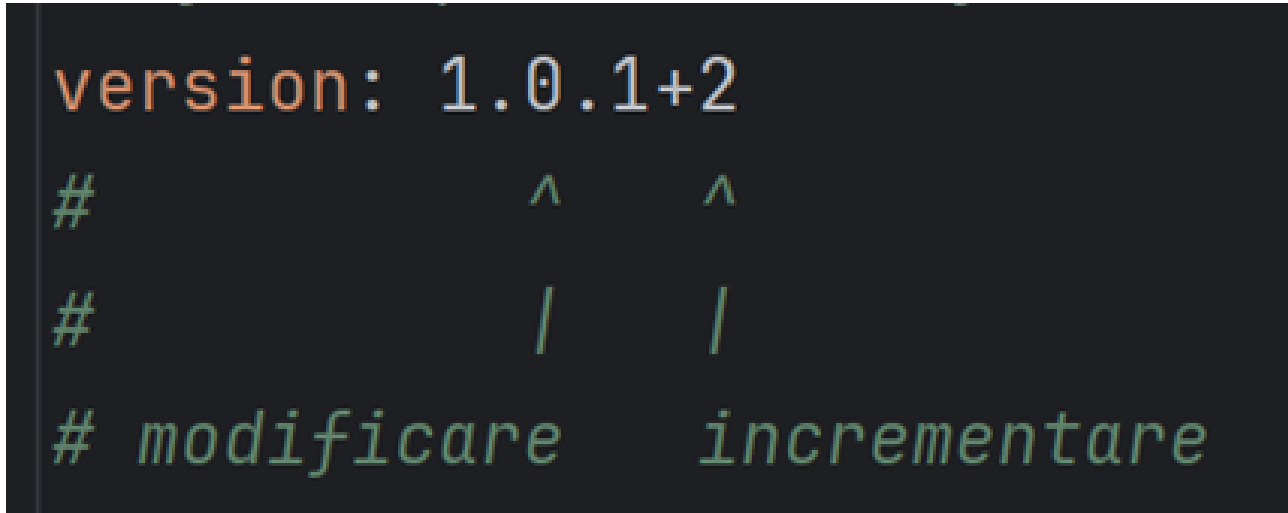 version: 1.0.1+2
#          ^   ^
#          |   |
# modificare   incrementare